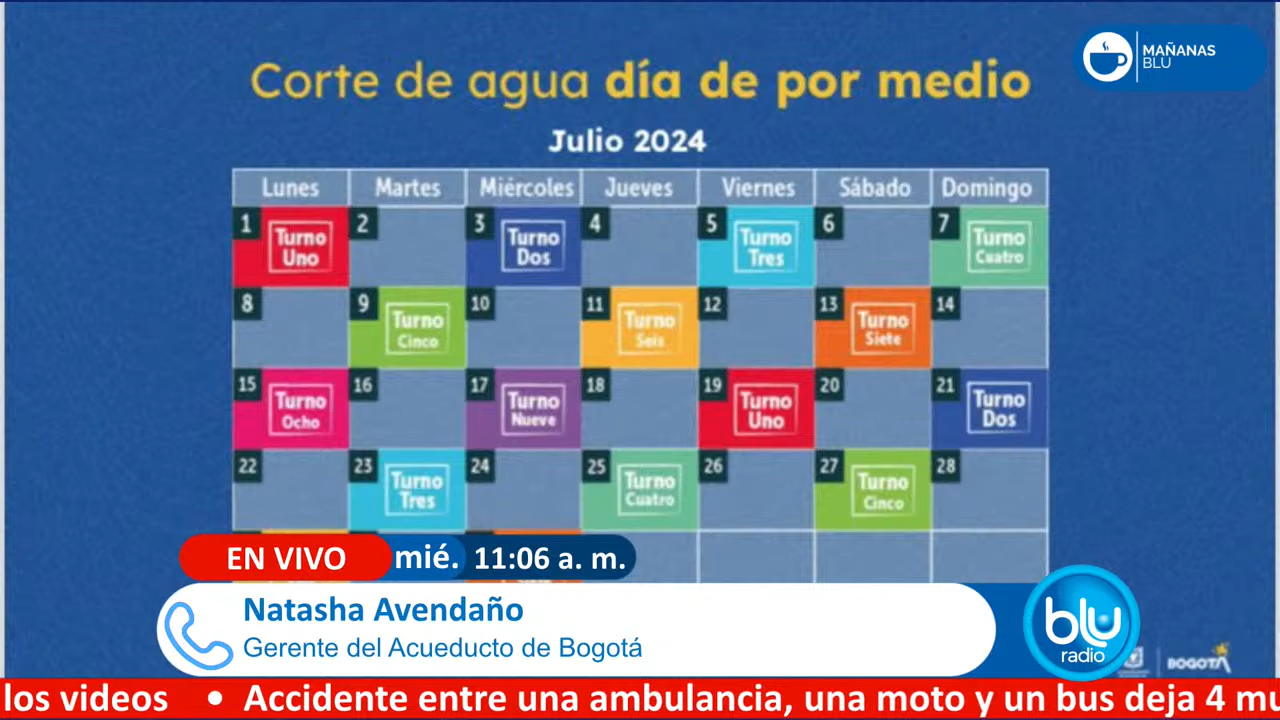 MAÑANAS
BLU
Corte de agua día de por medio
Julio 2024
Lunes Martes Miércoles Jueves Viernes Sábado Domingo
1 Turno Uno 2 3 Turno Dos 4 5 Turno Tres 6 7 Turno Cuatro
8 9 Turno Cinco 10 11 Turno Seis 12 13 Turno Siete 14
15 Turno Ocho 16 17 Turno Nueve 18 19 Turno Uno 20 21 Turno Dos
22 23 Turno Tres 24 25 Turno Cuatro 26 27 Turno Cinco 28
EN VIVO mié. 11:06 a. m.
Natasha Avendaño
Gerente del Acueducto de Bogotá
blu
radio
BOGOTÁ
los videos • Accidente entre una ambulancia, una moto y un bus deja 4 mu